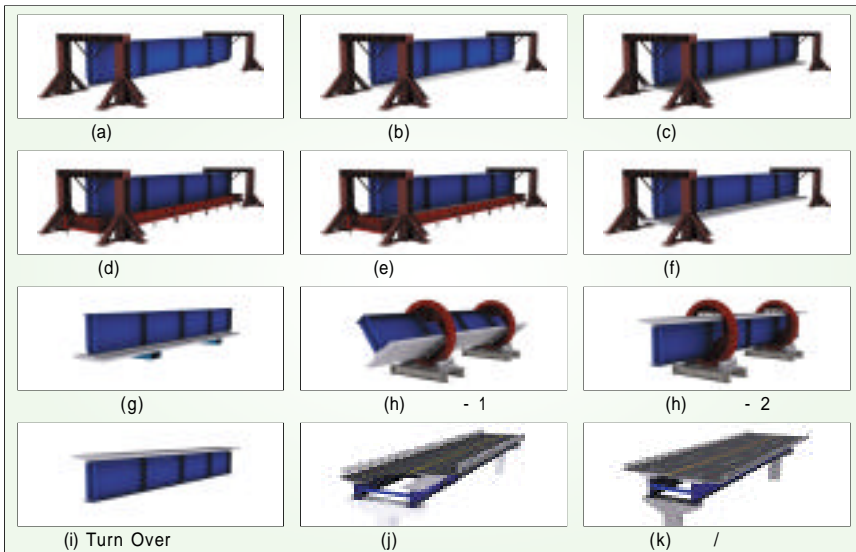 (a) (b) (c)
(d) (e) (f)
(g) (h) - 1 (h) - 2
(i) Turn Over (j) (k) /